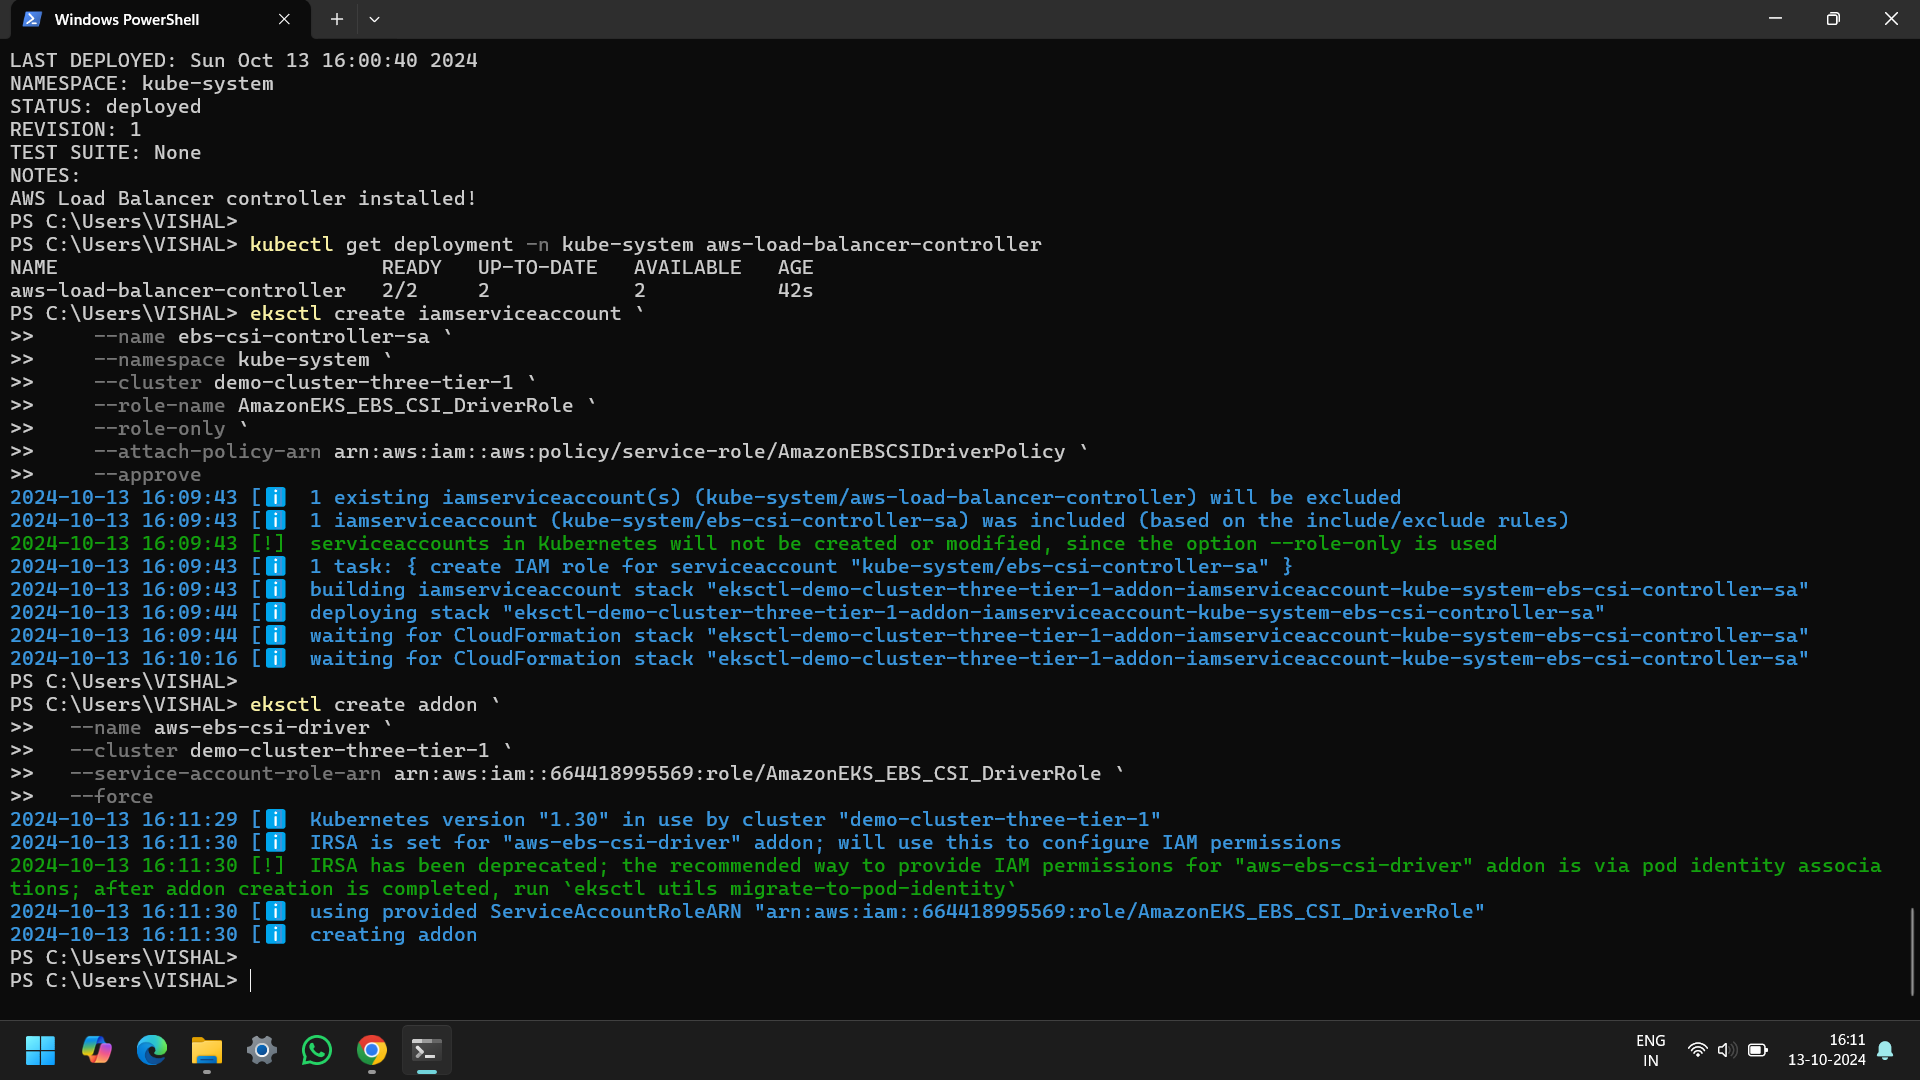 Windows PowerShell
LAST DEPLOYED: Sun Oct 13 16:00:40 2024
NAMESPACE: kube-system
STATUS: deployed
REVISION: 1
TEST SUITE: None
NOTES:
AWS Load Balancer controller installed!
PS C:\Users\VISHAL>
PS C:\Users\VISHAL> kubectl get deployment -n kube-system aws-load-balancer-controller
NAME                           READY   UP-TO-DATE   AVAILABLE   AGE
aws-load-balancer-controller   2/2     2            2           42s
PS C:\Users\VISHAL> eksctl create iamserviceaccount `
>>     --name ebs-csi-controller-sa `
>>     --namespace kube-system `
>>     --cluster demo-cluster-three-tier-1 `
>>     --role-name AmazonEKS_EBS_CSI_DriverRole `
>>     --role-only `
>>     --attach-policy-arn arn:aws:iam::aws:policy/service-role/AmazonEBSCSIDriverPolicy `
>>     --approve
2024-10-13 16:09:43 [ℹ️  1 existing iamserviceaccount(s) (kube-system/aws-load-balancer-controller) will be excluded
2024-10-13 16:09:43 [ℹ️  1 iamserviceaccount (kube-system/ebs-csi-controller-sa) was included (based on the include/exclude rules)
2024-10-13 16:09:43 [!]  serviceaccounts in Kubernetes will not be created or modified, since the option --role-only is used
2024-10-13 16:09:43 [ℹ️  1 task: { create IAM role for serviceaccount "kube-system/ebs-csi-controller-sa" }
2024-10-13 16:09:43 [ℹ️  building iamserviceaccount stack "eksctl-demo-cluster-three-tier-1-addon-iamserviceaccount-kube-system-ebs-csi-controller-sa"
2024-10-13 16:09:44 [ℹ️  deploying stack "eksctl-demo-cluster-three-tier-1-addon-iamserviceaccount-kube-system-ebs-csi-controller-sa"
2024-10-13 16:09:44 [ℹ️  waiting for CloudFormation stack "eksctl-demo-cluster-three-tier-1-addon-iamserviceaccount-kube-system-ebs-csi-controller-sa"
2024-10-13 16:10:16 [ℹ️  waiting for CloudFormation stack "eksctl-demo-cluster-three-tier-1-addon-iamserviceaccount-kube-system-ebs-csi-controller-sa"
PS C:\Users\VISHAL>
PS C:\Users\VISHAL> eksctl create addon `
>>   --name aws-ebs-csi-driver `
>>   --cluster demo-cluster-three-tier-1 `
>>   --service-account-role-arn arn:aws:iam::664418995569:role/AmazonEKS_EBS_CSI_DriverRole `
>>   --force
2024-10-13 16:11:29 [ℹ️  Kubernetes version "1.30" in use by cluster "demo-cluster-three-tier-1"
2024-10-13 16:11:30 [ℹ️  IRSA is set for "aws-ebs-csi-driver" addon; will use this to configure IAM permissions
2024-10-13 16:11:30 [!]  IRSA has been deprecated; the recommended way to provide IAM permissions for "aws-ebs-csi-driver" addon is via pod identity associa
tions; after addon creation is completed, run `eksctl utils migrate-to-pod-identity`
2024-10-13 16:11:30 [ℹ️  using provided ServiceAccountRoleARN "arn:aws:iam::664418995569:role/AmazonEKS_EBS_CSI_DriverRole"
2024-10-13 16:11:30 [ℹ️  creating addon
PS C:\Users\VISHAL>
PS C:\Users\VISHAL>
ENG
IN
16:11
13-10-2024